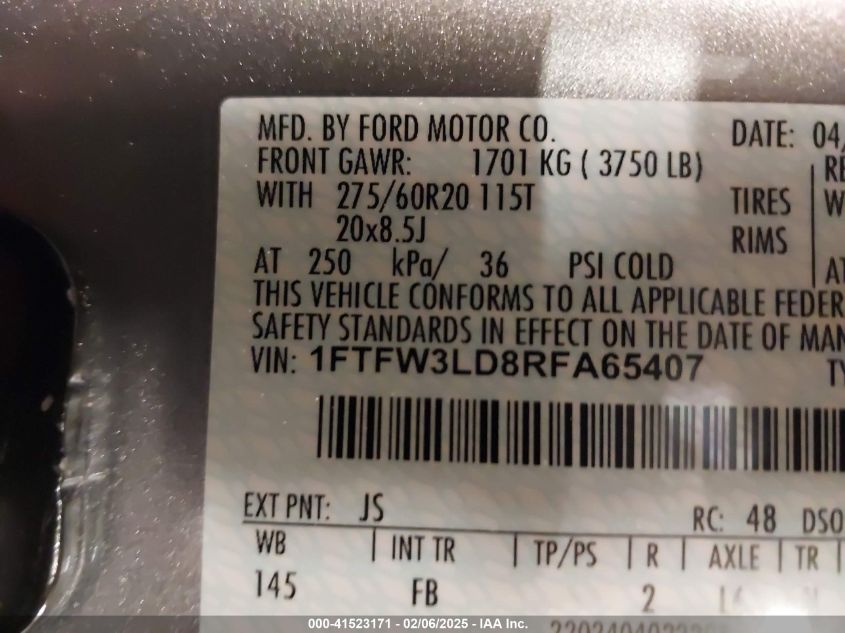 MFD. BY FORD MOTOR CO. DATE: 04/
FRONT GAWR: 1701 KG ( 3750 LB)
WITH 275/60R20 115T TIRES
20x8.5J RIMS
AT 250 kPa/ 36 PSI COLD
THIS VEHICLE CONFORMS TO ALL APPLICABLE FEDER
SAFETY STANDARDS IN EFFECT ON THE DATE OF MAN
VIN: 1FTFW3LD8RFA65407 TY
EXT PNT: JS RC: 48 DSO
WB | INT TR | TP/PS | R | AXLE | TR
145 FB 2 L6
000-41523171 - 02/06/2025 - IAA Inc.